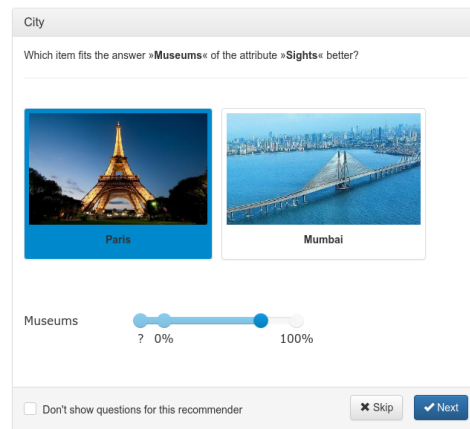 City
Which item fits the answer »Museums« of the attribute »Sights« better?
Paris
Mumbai
Museums
? 0% 100%
Don't show questions for this recommender
✖ Skip
✔ Next